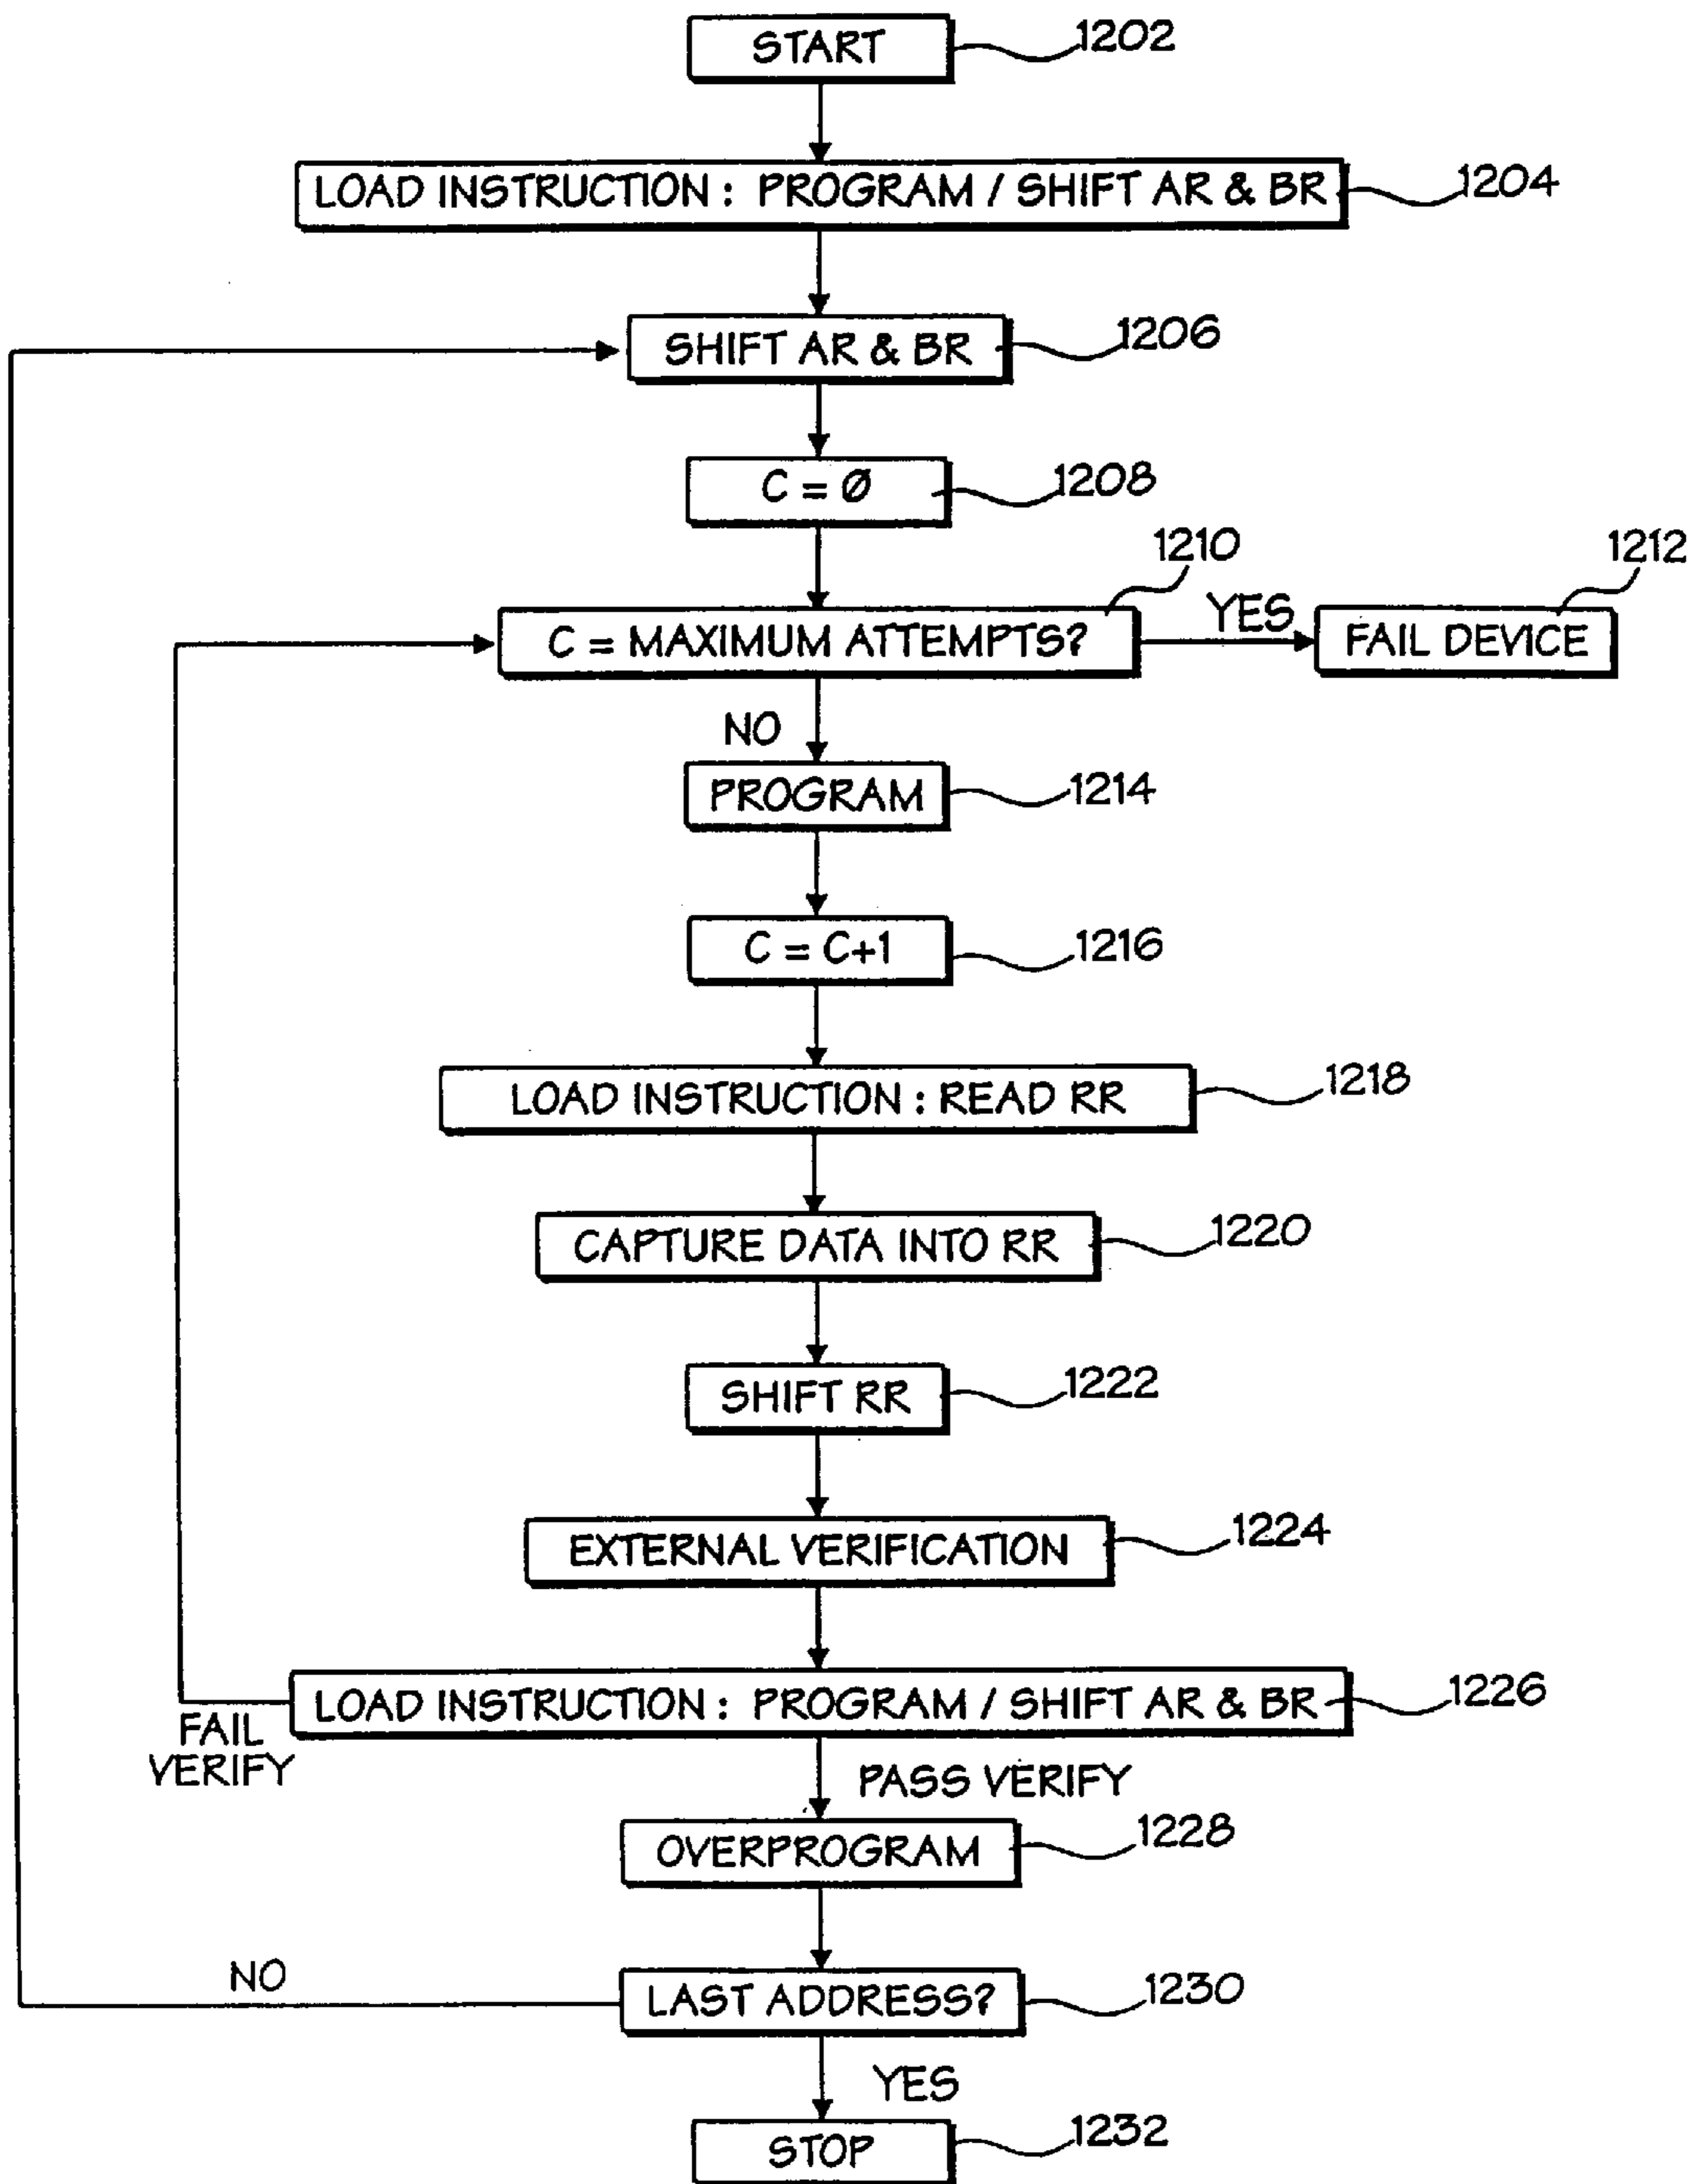 START
1202
LOAD INSTRUCTION : PROGRAM / SHIFT AR & BR
1204
SHIFT AR & BR
1206
C = Ø
1208
1210
1212
C = MAXIMUM ATTEMPTS?
YES
FAIL DEVICE
NO
PROGRAM
1214
C = C+1
1216
LOAD INSTRUCTION : READ RR
1218
CAPTURE DATA INTO RR
1220
SHIFT RR
1222
EXTERNAL VERIFICATION
1224
LOAD INSTRUCTION : PROGRAM / SHIFT AR & BR
1226
FAIL
VERIFY
PASS VERIFY
OVERPROGRAM
1228
NO
LAST ADDRESS?
1230
YES
STOP
1232